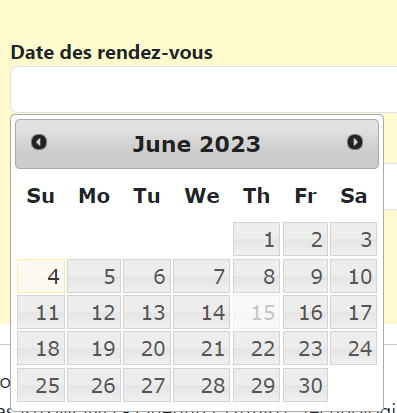 Date des rendez-vous
June 2023
Su Mo Tu We Th Fr Sa
1 2 3
4 5 6 7 8 9 10
11 12 13 14 15 16 17
18 19 20 21 22 23 24
25 26 27 28 29 30